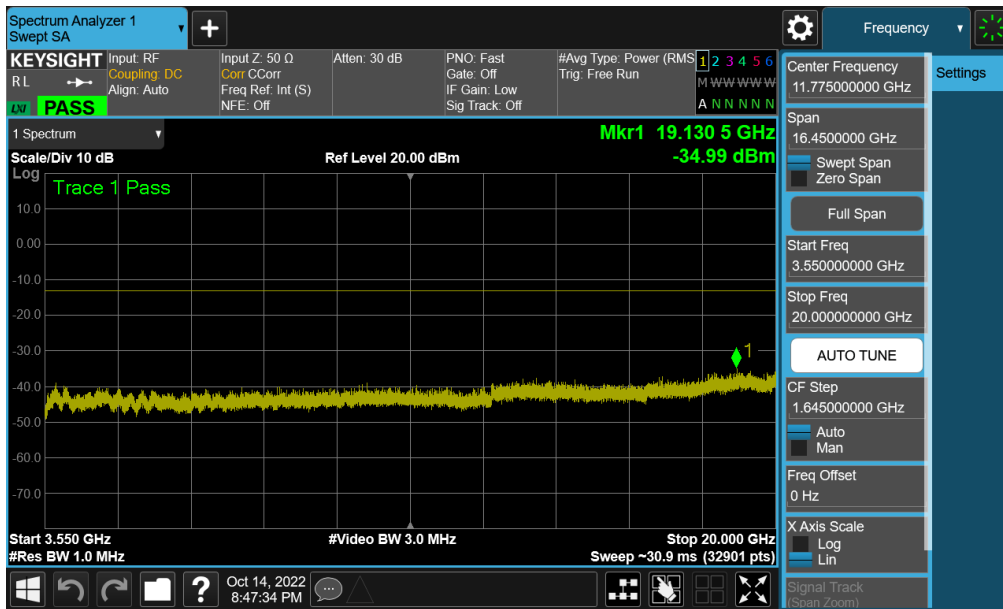 Spectrum Analyzer 1
Swept SA
Frequency
KEYSIGHT
RL
LXI PASS
Input: RF
Coupling: DC
Align: Auto
Input Z: 50 Ω
Corr CCorr
Freq Ref: Int (S)
NFE: Off
Atten: 30 dB
PNO: Fast
Gate: Off
IF Gain: Low
Sig Track: Off
#Avg Type: Power (RMS
Trig: Free Run
1 2 3 4 5 6
M W W W W W
A N N N N N
1 Spectrum
Mkr1 19.130 5 GHz
Scale/Div 10 dB
Ref Level 20.00 dBm
-34.99 dBm
Log
Trace 1 Pass
10.0
0.00
-10.0
-20.0
-30.0
1
-40.0
-50.0
-60.0
-70.0
Start 3.550 GHz
#Video BW 3.0 MHz
Stop 20.000 GHz
#Res BW 1.0 MHz
Sweep ~30.9 ms (32901 pts)
Oct 14, 2022
8:47:34 PM
?
Center Frequency
11.775000000 GHz
Settings
Span
16.4500000 GHz
Swept Span
Zero Span
Full Span
Start Freq
3.550000000 GHz
Stop Freq
20.000000000 GHz
AUTO TUNE
CF Step
1.645000000 GHz
Auto
Man
Freq Offset
0 Hz
X Axis Scale
Log
Lin
Signal Track
(Span Zoom)